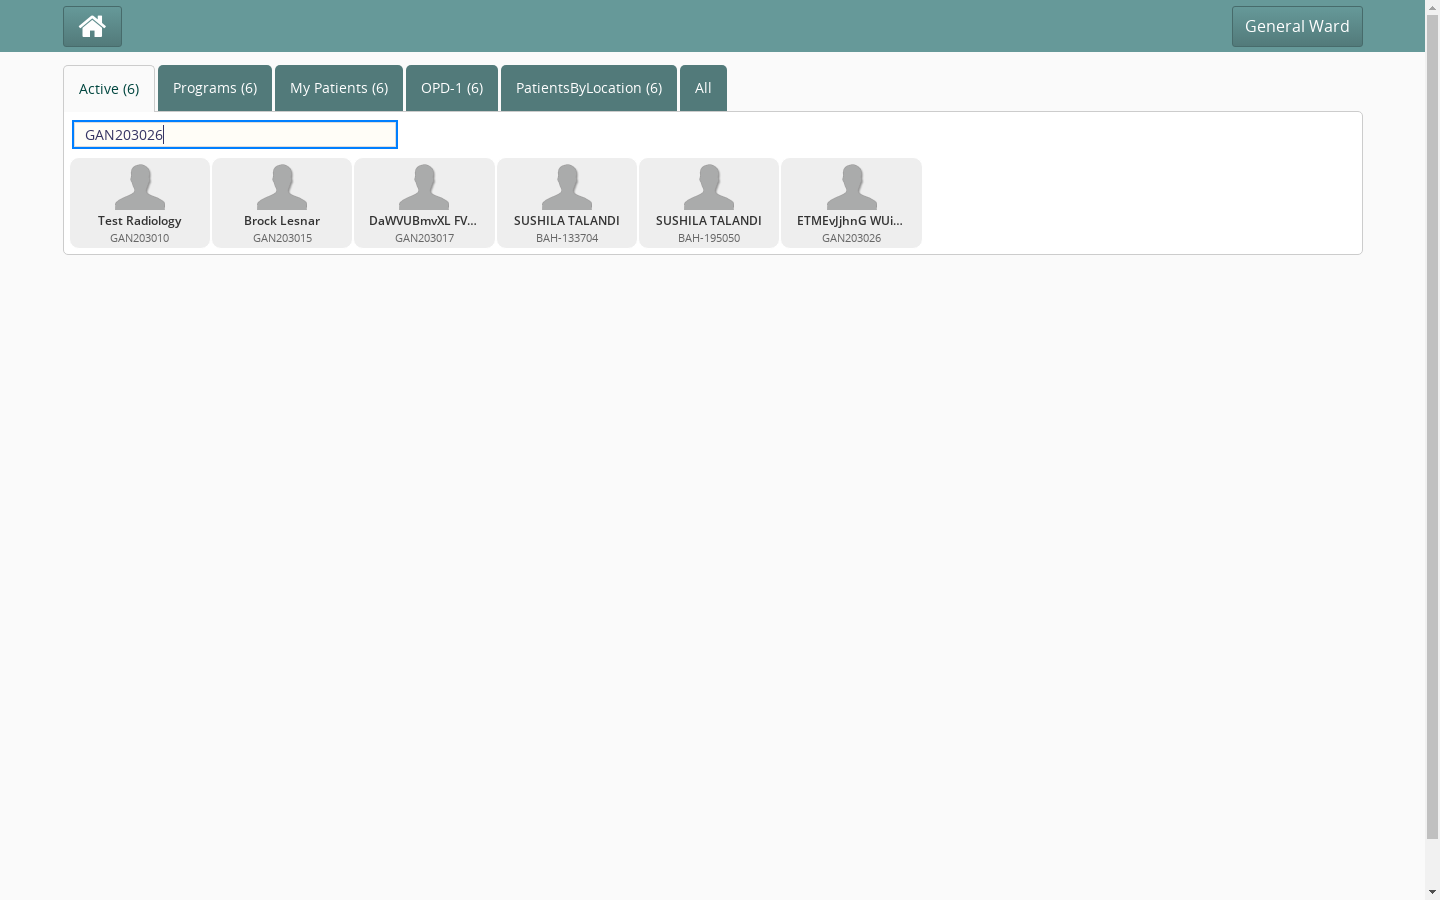 General Ward
Active (6)
Programs (6)
My Patients (6)
OPD-1 (6)
PatientsByLocation (6)
All
GAN203026
Test Radiology
GAN203010
Brock Lesnar
GAN203015
DaWVUBmvXL FV...
GAN203017
SUSHILA TALANDI
BAH-133704
SUSHILA TALANDI
BAH-195050
ETMEvJjhnG WUi...
GAN203026